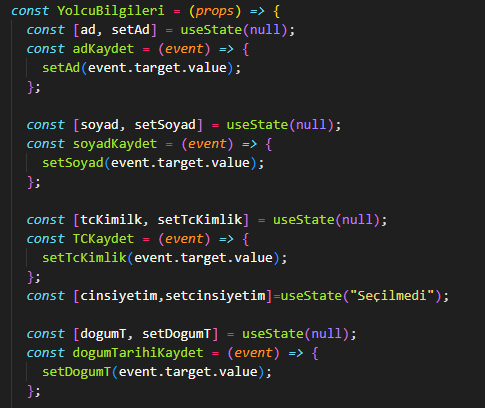 const YolcuBilgileri = (props) => {
const [ad, setAd] = useState(null);
const adKaydet = (event) => {
setAd(event.target.value);
};
const [soyad, setSoyad] = useState(null);
const soyadKaydet = (event) => {
setSoyad(event.target.value);
};
const [tcKimilk, setTcKimlik] = useState(null);
const TCKaydet = (event) => {
setTcKimlik(event.target.value);
};
const [cinsiyetim,setcinsiyetim]=useState("Seçilmedi");
const [dogumT, setDogumT] = useState(null);
const dogumTarihiKaydet = (event) => {
setDogumT(event.target.value);
};